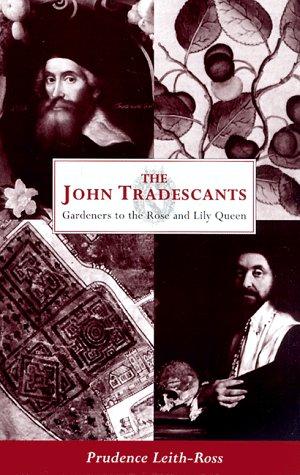 THE
JOHN TRADESCANTS
Gardeners to the Rose and Lily Queen
Prudence Leith-Ross